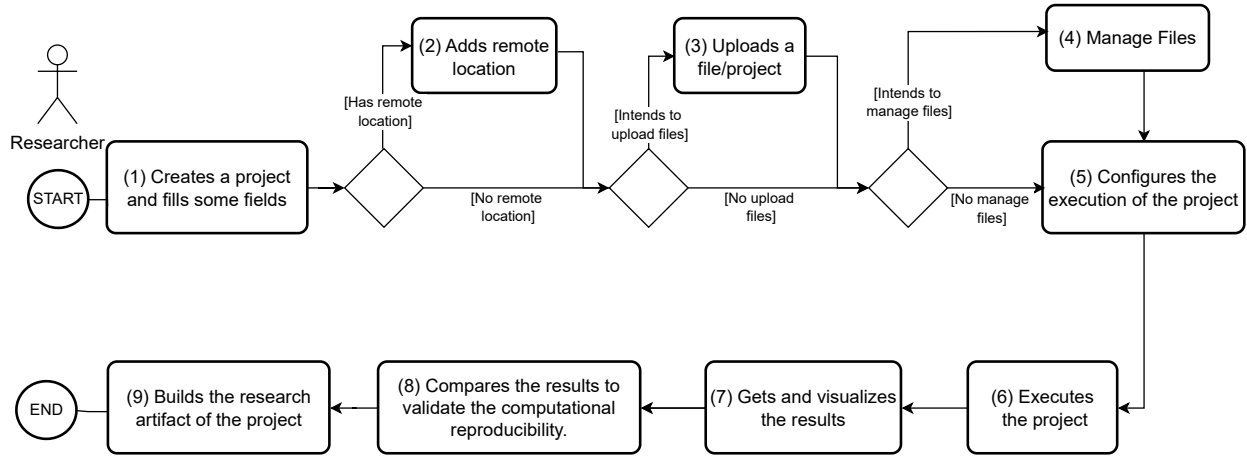 Researcher
START
(1) Creates a project
and fills some fields
[Has remote
location]
(2) Adds remote
location
[No remote
location]
[Intends to
upload files]
(3) Uploads a
file/project
[No upload
files]
[Intends to
manage files]
(4) Manage Files
[No manage
files]
(5) Configures the
execution of the project
(6) Executes
the project
(7) Gets and visualizes
the results
(8) Compares the results to
validate the computational
reproducibility.
(9) Builds the research
artifact of the project
END